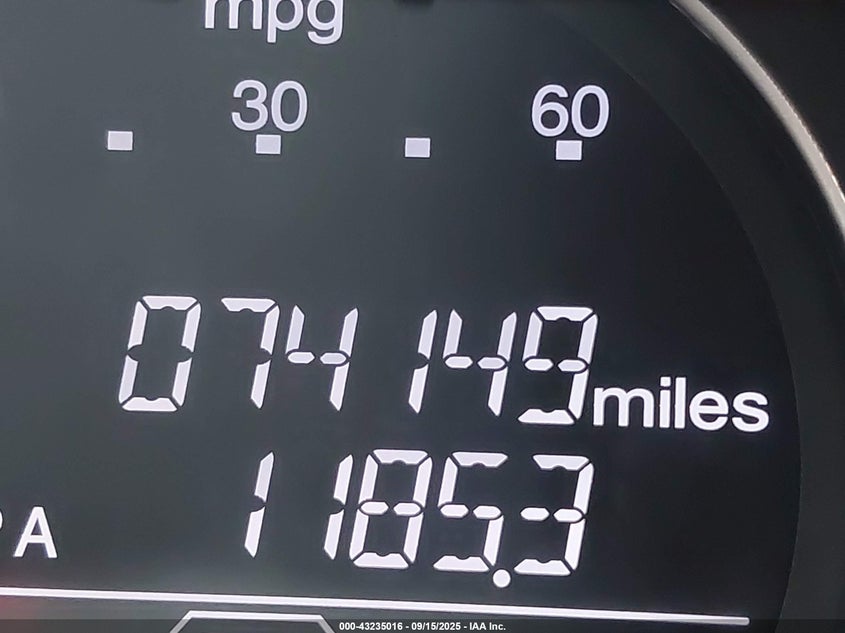 mpg
30 60
074149 miles
1185.3
A
000-43235016 - 09/15/2025 - IAA Inc.